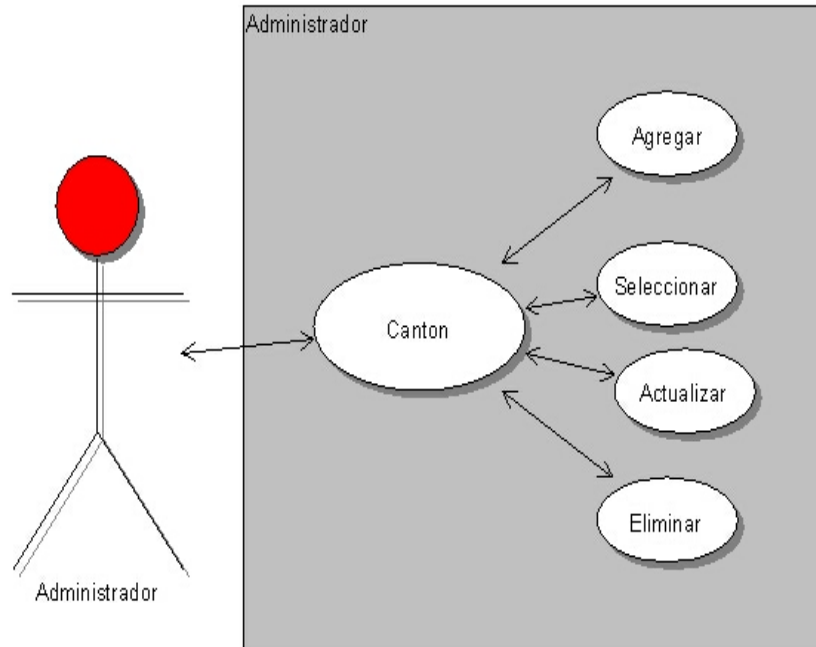 Administrador
Agregar
Seleccionar
Canton
Actualizar
Eliminar
Administrador